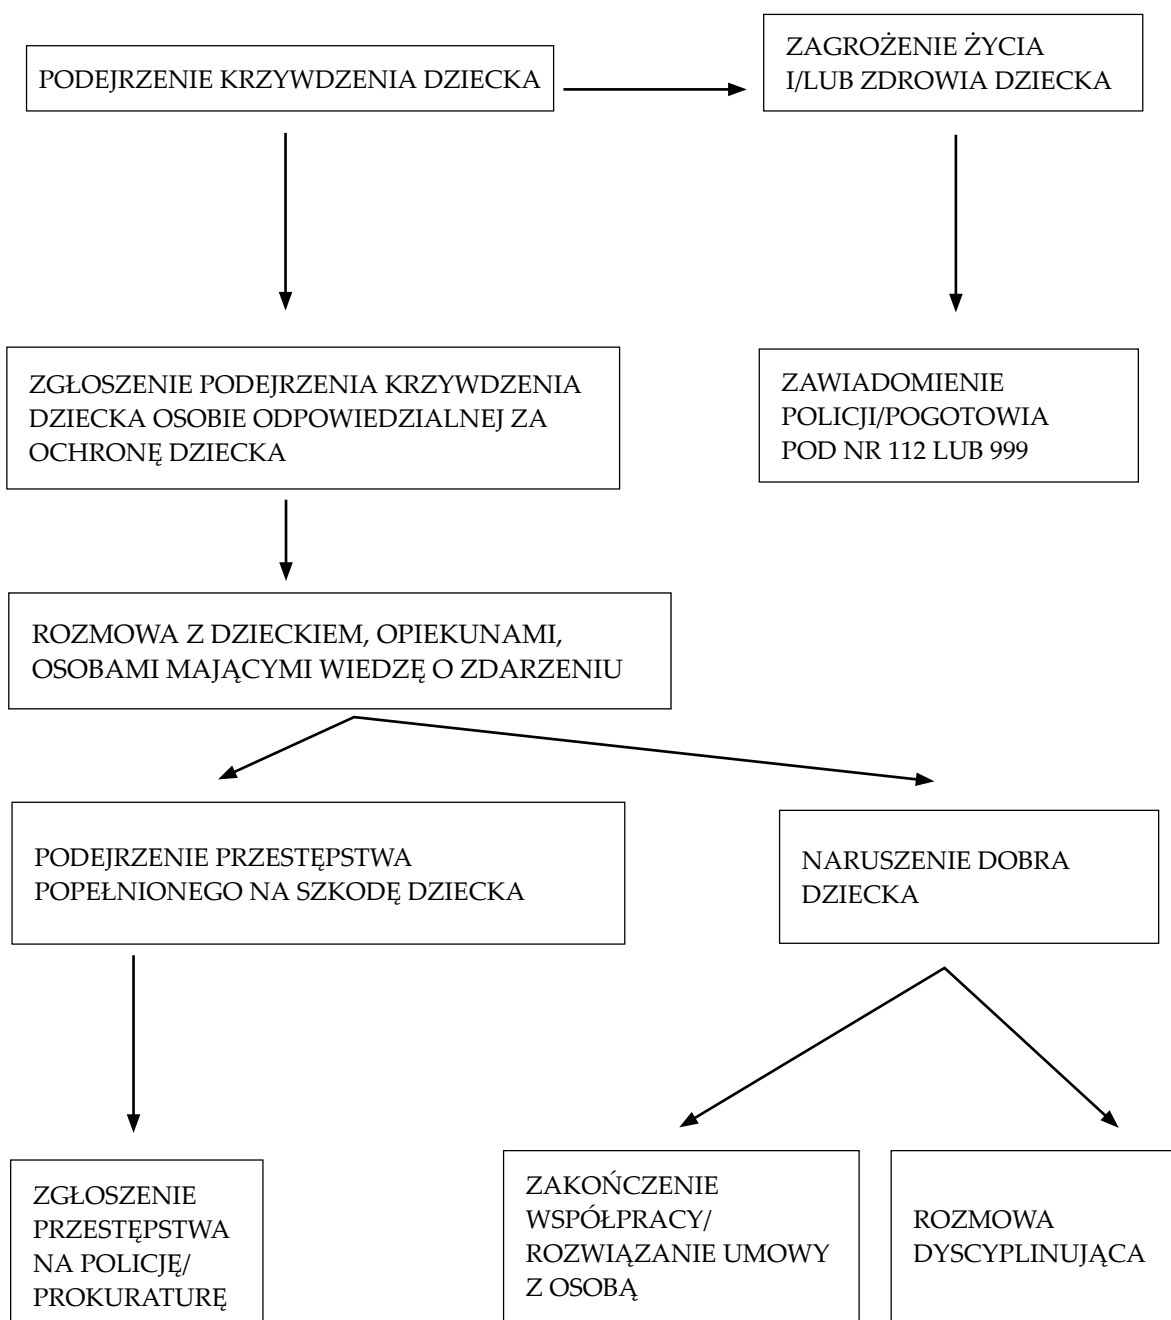 PODEJRZENIE KRZYWDZENIA DZIECKA
ZAGROŻENIE ŻYCIA
I/LUB ZDROWIA DZIECKA
ZGŁOSZENIE PODEJRZENIA KRZYWDZENIA
DZIECKA OSOBIE ODPOWIEDZIALNEJ ZA
OCHRONĘ DZIECKA
ZAWIADOMIENIE
POLICJI/POGOTOWIA
POD NR 112 LUB 999
ROZMOWA Z DZIECKIEM, OPIEKUNAMI,
OSOBAMI MAJĄCYMI WIEDZĘ O ZDARZENIU
PODEJRZENIE PRZESTĘPSTWA
POPEŁNIONEGO NA SZKODĘ DZIECKA
NARUSZENIE DOBRA
DZIECKA
ZGŁOSZENIE
PRZESTĘPSTWA
NA POLICJĘ/
PROKURATURĘ
ZAKOŃCZENIE
WSPÓŁPRACY/
ROZWIĄZANIE UMOWY
Z OSOBĄ
ROZMOWA
DYSCYPLINUJĄCA